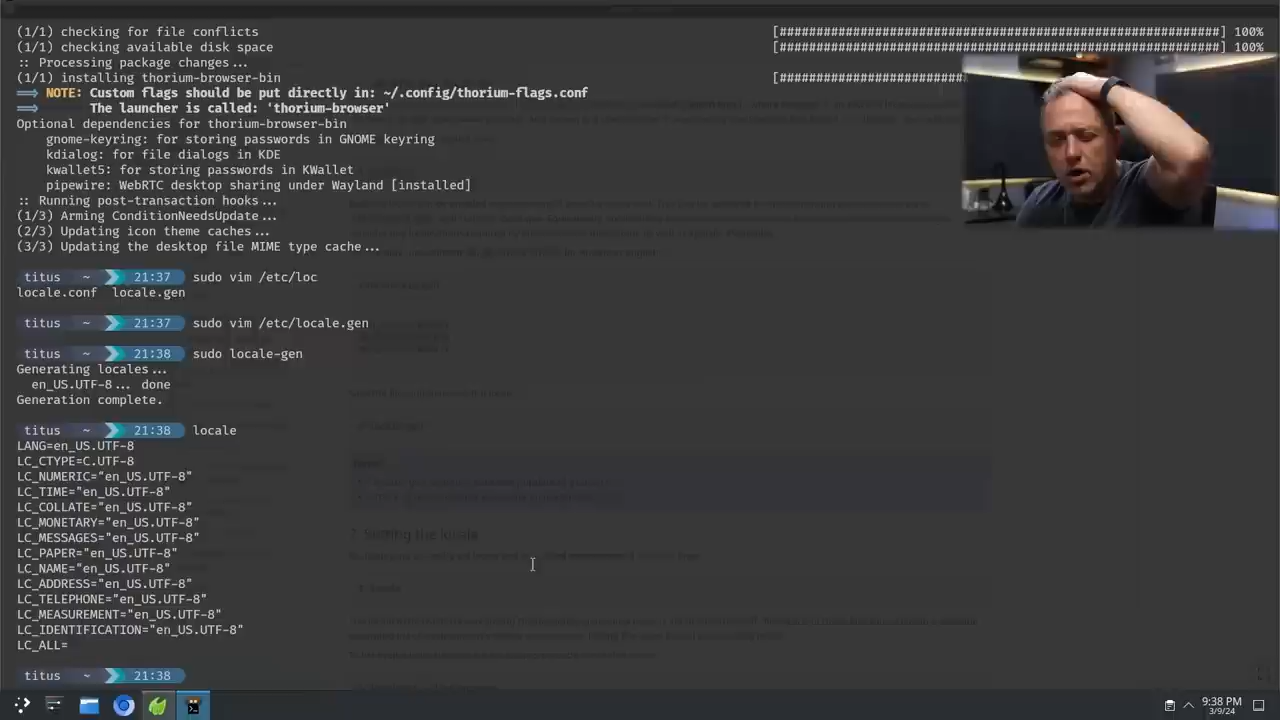 (1/1) checking for file conflicts [########################################################] 100%
(1/1) checking available disk space [########################################################] 100%
:: Processing package changes...
(1/1) installing thorium-browser-bin [########################
==> NOTE: Custom flags should be put directly in: ~/.config/thorium-flags.conf
==> The launcher is called: 'thorium-browser'
Optional dependencies for thorium-browser-bin
gnome-keyring: for storing passwords in GNOME keyring
kdialog: for file dialogs in KDE
kwallet5: for storing passwords in KWallet
pipewire: WebRTC desktop sharing under Wayland [installed]
:: Running post-transaction hooks...
(1/3) Arming ConditionNeedsUpdate...
(2/3) Updating icon theme caches...
(3/3) Updating the desktop file MIME type cache...
titus ~ 21:37 sudo vim /etc/loc
locale.conf locale.gen
titus ~ 21:37 sudo vim /etc/locale.gen
titus ~ 21:38 sudo locale-gen
Generating locales...
en_US.UTF-8... done
Generation complete.
titus ~ 21:38 locale
LANG=en_US.UTF-8
LC_CTYPE=C.UTF-8
LC_NUMERIC="en_US.UTF-8"
LC_TIME="en_US.UTF-8"
LC_COLLATE="en_US.UTF-8"
LC_MONETARY="en_US.UTF-8"
LC_MESSAGES="en_US.UTF-8"
LC_PAPER="en_US.UTF-8"
LC_NAME="en_US.UTF-8"
LC_ADDRESS="en_US.UTF-8"
LC_TELEPHONE="en_US.UTF-8"
LC_MEASUREMENT="en_US.UTF-8"
LC_IDENTIFICATION="en_US.UTF-8"
LC_ALL=
titus ~ 21:38
7. Setting the locale
9:38 PM
3/9/24